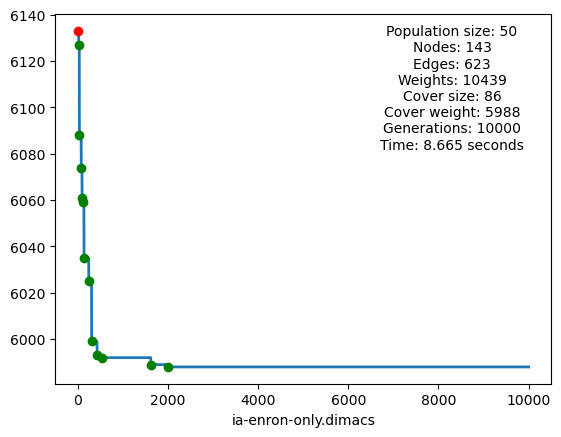 6140
6120
6100
6080
6060
6040
6020
6000
Population size: 50
Nodes: 143
Edges: 623
Weights: 10439
Cover size: 86
Cover weight: 5988
Generations: 10000
Time: 8.665 seconds
0 2000 4000 6000 8000 10000
ia-enron-only.dimacs